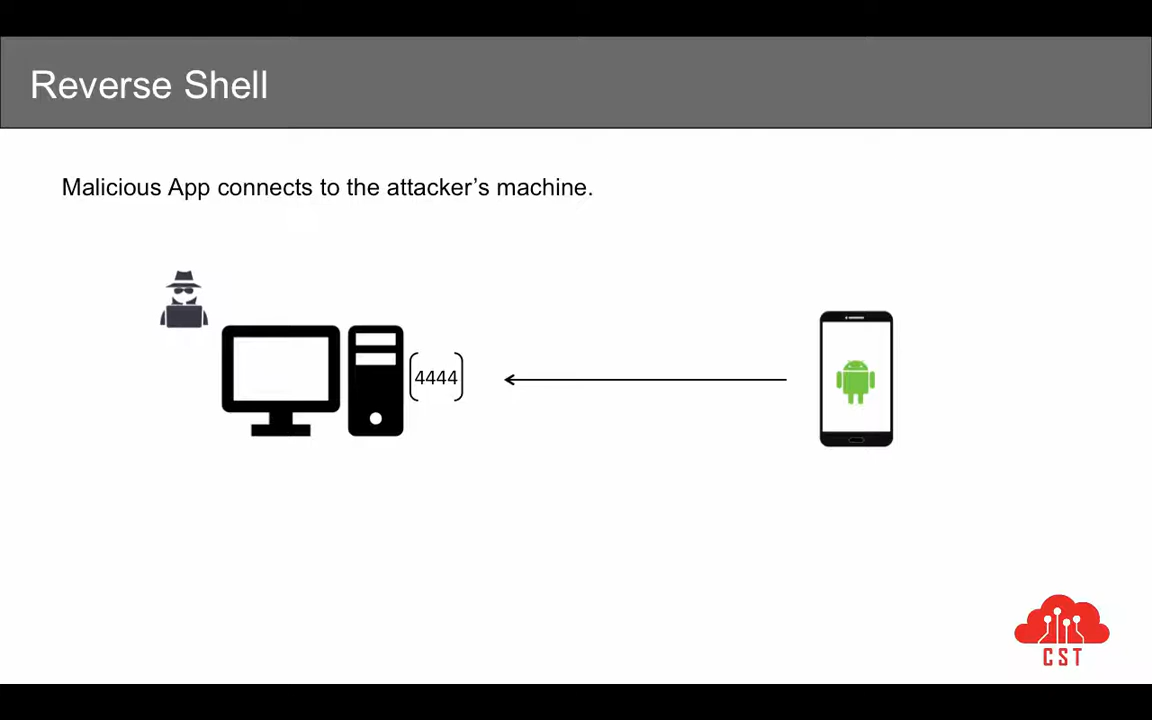 Reverse Shell
Malicious App connects to the attacker’s machine.
4444
CST